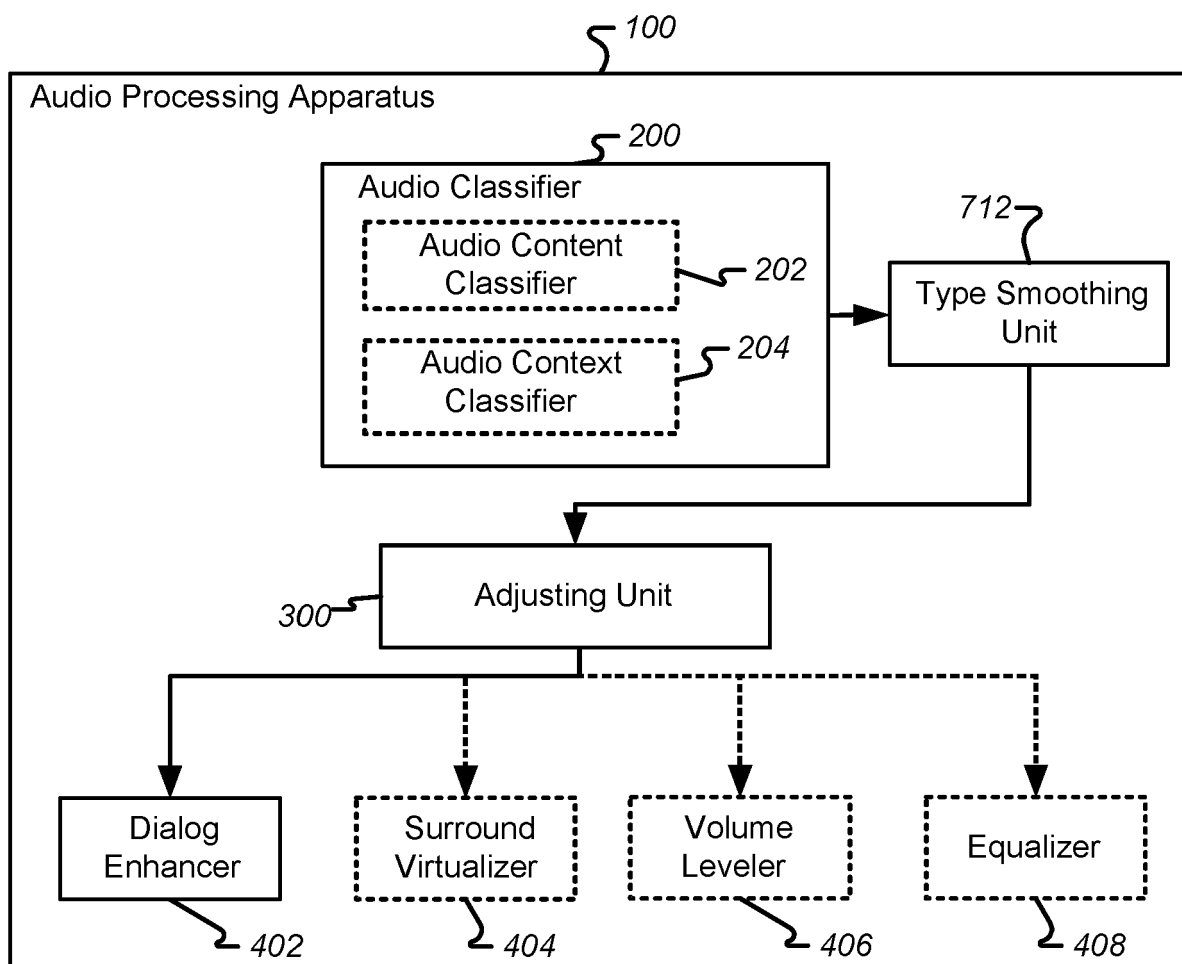 100
Audio Processing Apparatus
200
Audio Classifier
712
Audio Content
Classifier
202
Type Smoothing
Unit
Audio Context
Classifier
204
Adjusting Unit
300
Dialog
Enhancer
Surround
Virtualizer
Volume
Leveler
Equalizer
402
404
406
408